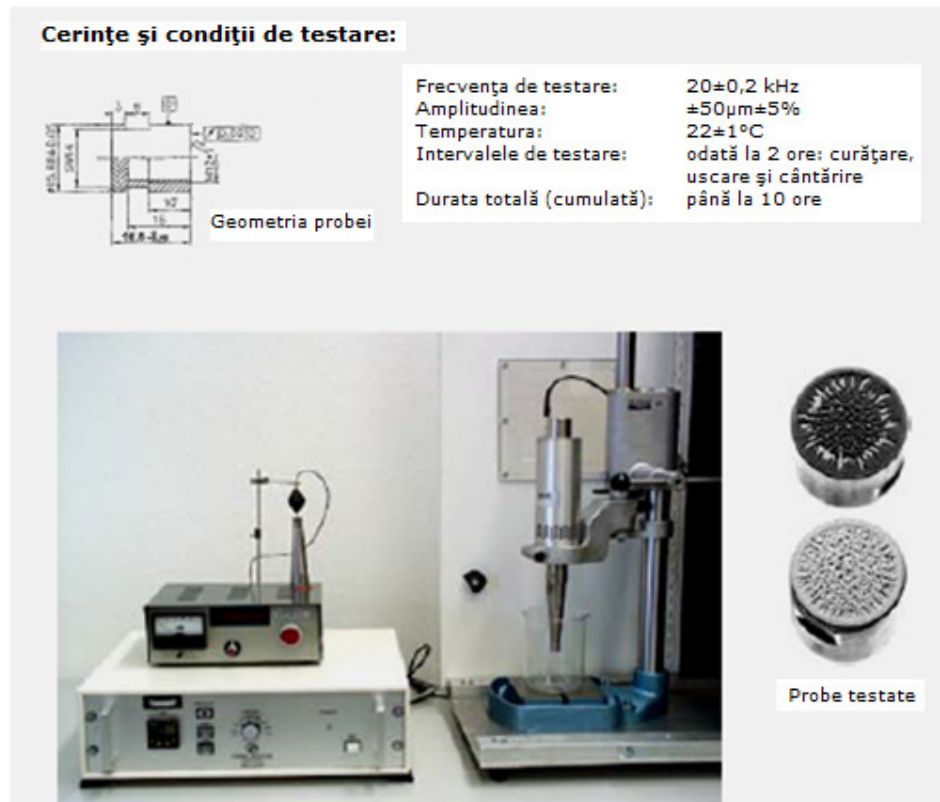 Cerinţe şi condiţii de testare:
Frecvenţa de testare: 20±0,2 kHz
Amplitudinea: ±50µm±5%
Temperatura: 22±1°C
Intervalele de testare: odată la 2 ore: curăţare,
uscare şi cântărire
Durata totală (cumulată): până la 10 ore
Geometria probei
Probe testate